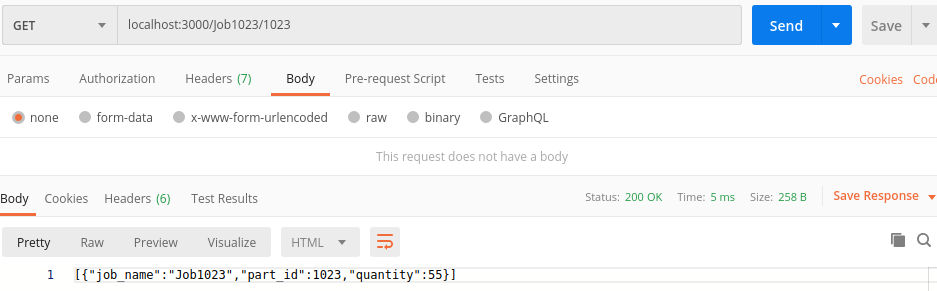 GET localhost:3000/Job1023/1023 Send Save
Params Authorization Headers (7) Body Pre-request Script Tests Settings Cookies Code
none form-data x-www-form-urlencoded raw binary GraphQL
This request does not have a body
Body Cookies Headers (6) Test Results Status: 200 OK Time: 5 ms Size: 258 B Save Response
Pretty Raw Preview Visualize HTML
1 [{"job_name":"Job1023","part_id":1023,"quantity":55}]